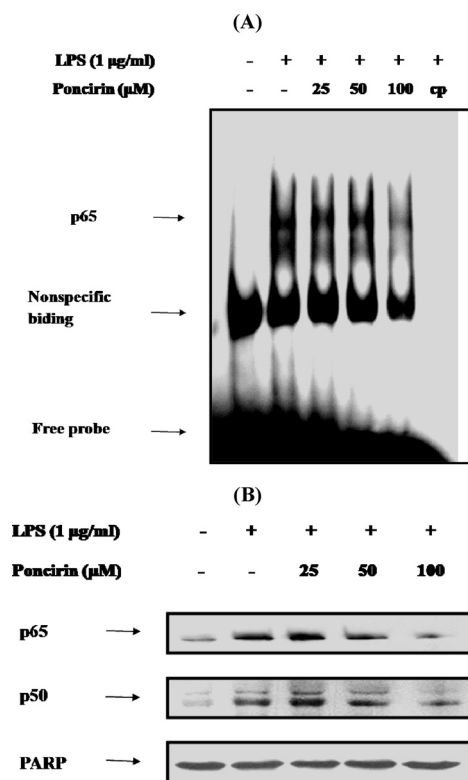 (A)
LPS (1 μg/ml) - + + + + +
Poncirin (μM) - - 25 50 100 cp
p65
Nonspecific
biding
Free probe
(B)
LPS (1 μg/ml) - + + + +
Poncirin (μM) - - 25 50 100
p65
p50
PARP